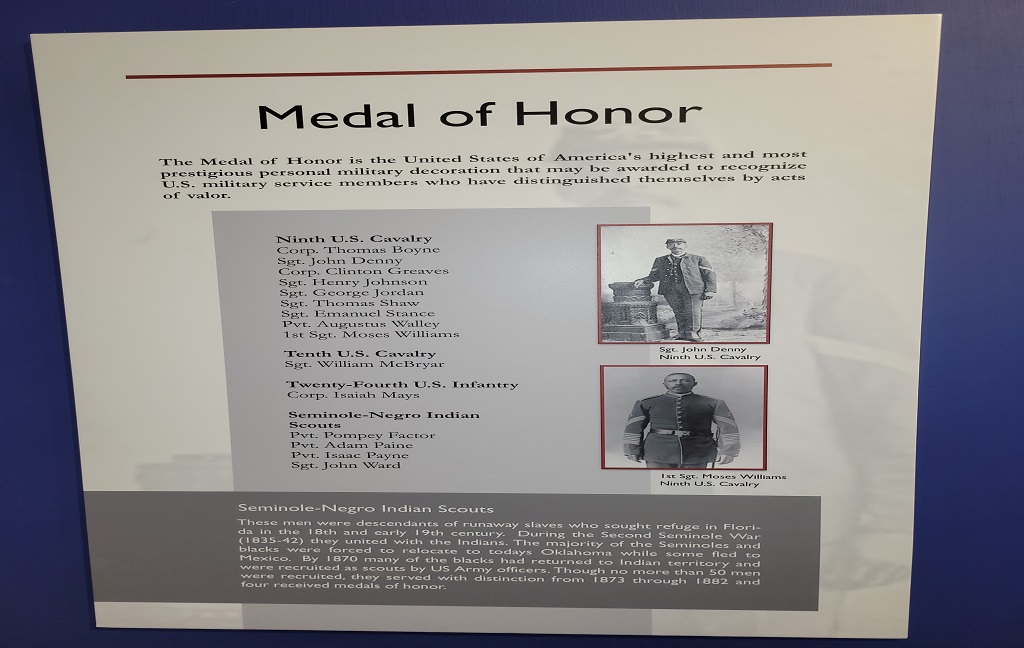 Medal of Honor
The Medal of Honor is the United States of America's highest and most
prestigious personal military decoration that may be awarded to recognize
U.S. military service members who have distinguished themselves by acts
of valor.
Ninth U.S. Cavalry
Corp. Thomas Boyne
Sgt. John Denny
Corp. Clinton Greaves
Sgt. Henry Johnson
Sgt. George Jordan
Sgt. Thomas Shaw
Sgt. Emanuel Stance
Pvt. Augustus Walley
1st Sgt. Moses Williams
Tenth U.S. Cavalry
Sgt. William McBryar
Twenty-Fourth U.S. Infantry
Corp. Isaiah Mays
Seminole-Negro Indian
Scouts
Pvt. Pompey Factor
Pvt. Adam Paine
Pvt. Isaac Payne
Sgt. John Ward
Sgt. John Denny
Ninth U.S. Cavalry
1st Sgt. Moses Williams
Ninth U.S. Cavalry
Seminole-Negro Indian Scouts
These men were descendants of runaway slaves who sought refuge in Flori-
da in the 18th and early 19th century. During the Second Seminole War
(1835-42) they united with the Indians. The majority of the Seminoles and
blacks were forced to relocate to todays Oklahoma while some fled to
Mexico. By 1870 many of the blacks had returned to Indian territory and
were recruited as scouts by US Army officers. Though no more than 50 men
were recruited, they served with distinction from 1873 through 1882 and
four received medals of honor.